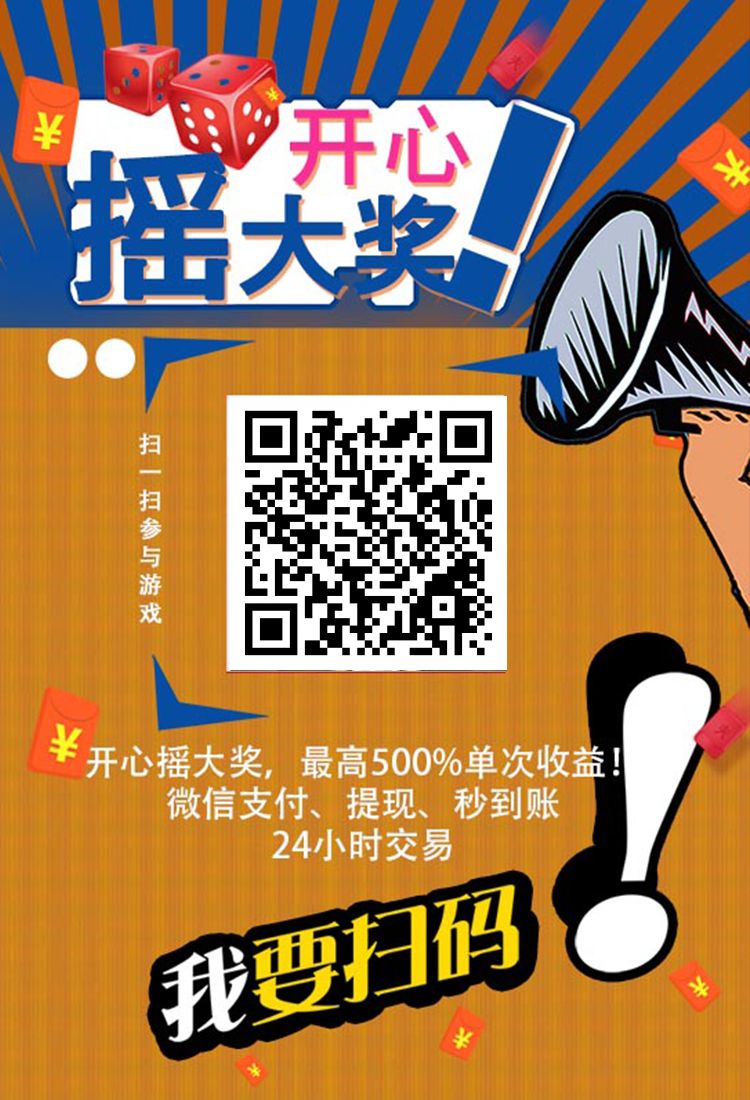 开心
摇大奖!
扫一扫参与游戏
开心摇大奖，最高500%单次收益！
微信支付、提现、秒到账
24小时交易
我要扫码
¥
¥
¥
¥
¥
¥
¥